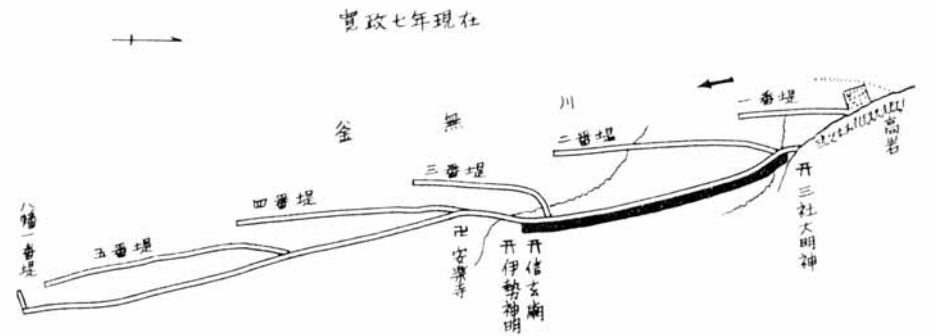 寛政七年現在
釜無川
一番堤
二番堤
三番堤
四番堤
五番堤
八幡一番堤
高岩
三社大明神
信玄廟
伊勢神明
安楽寺